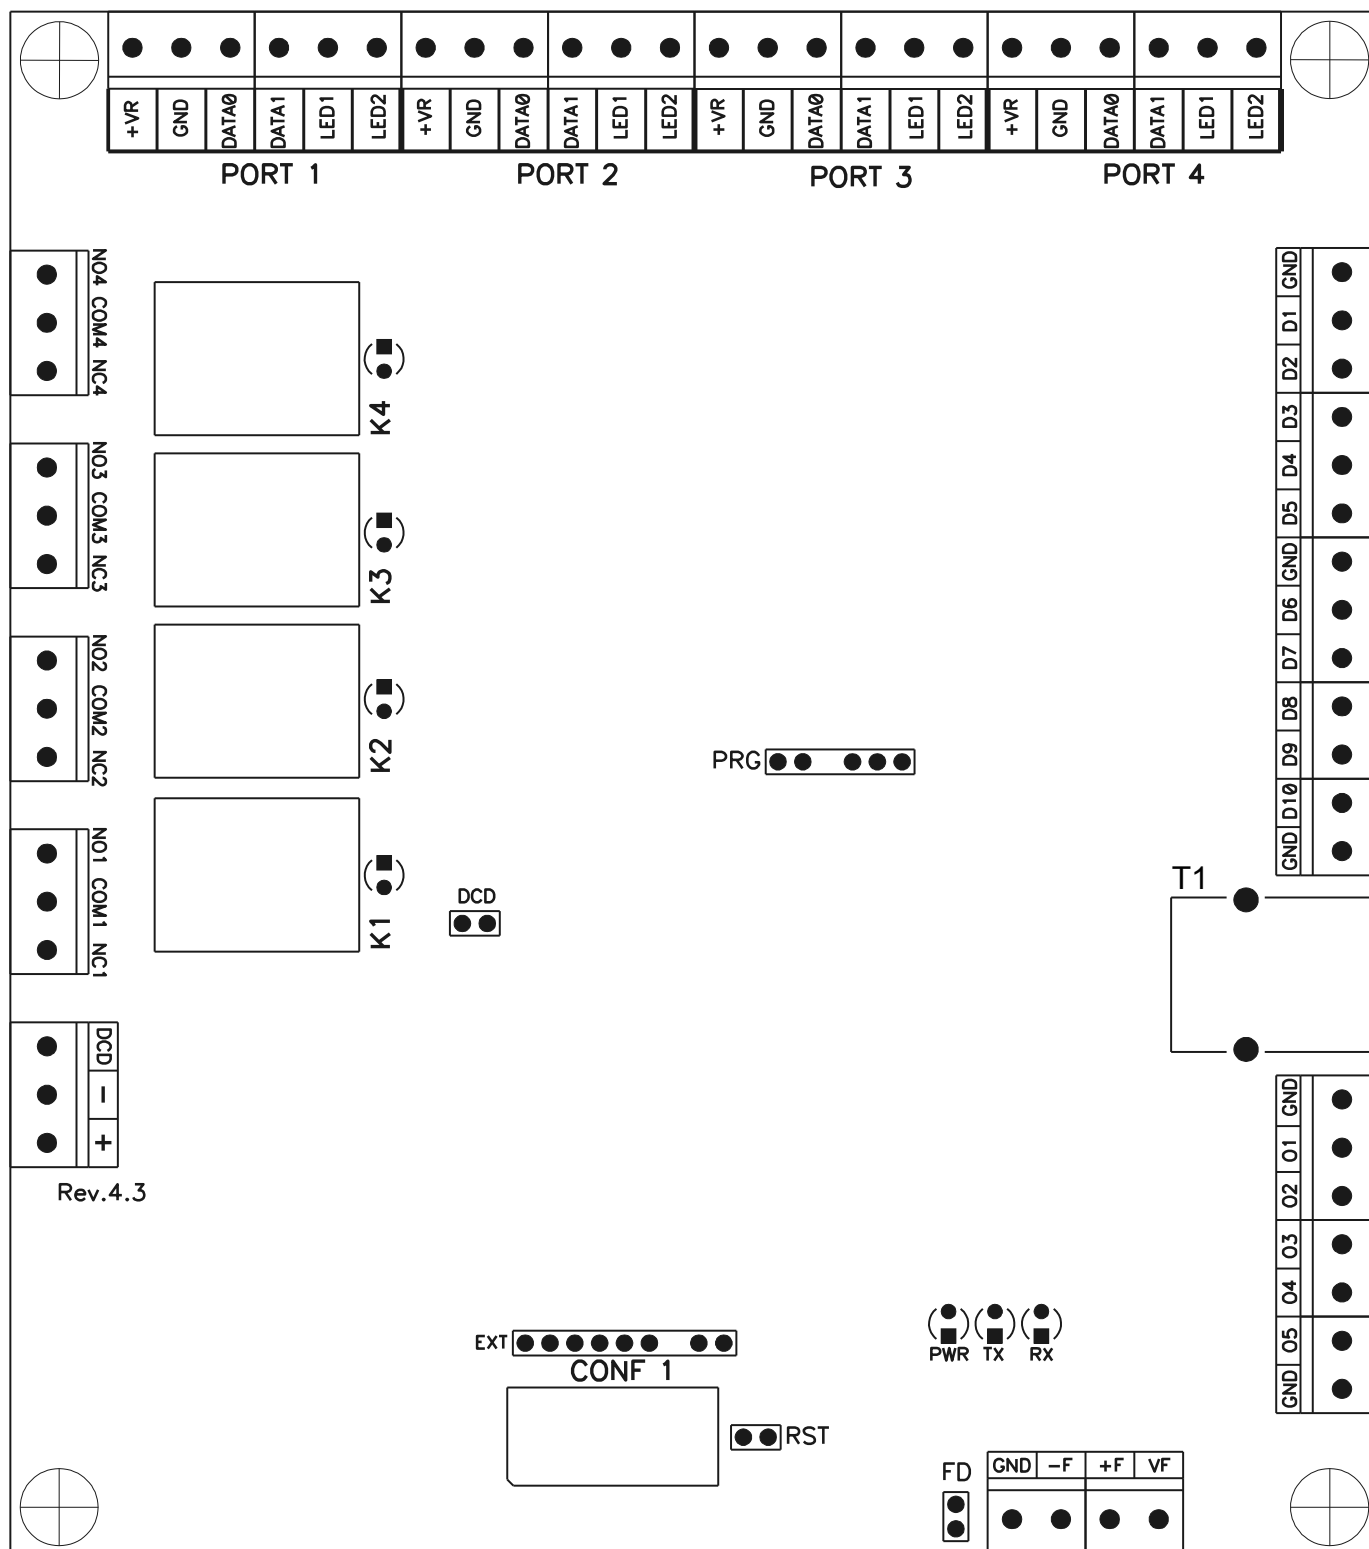 +VR GND DATA0 DATA1 LED1 LED2 +VR GND DATA0 DATA1 LED1 LED2 +VR GND DATA0 DATA1 LED1 LED2 +VR GND DATA0 DATA1 LED1 LED2
PORT 1 PORT 2 PORT 3 PORT 4
NO4 COM4 NC4
K4
NO3 COM3 NC3
K3
NO2 COM2 NC2
K2
NO1 COM1 NC1
K1
DCD - +
Rev.4.3
DCD
PRG
GND D1 D2 D3 D4 D5 GND D6 D7 D8 D9 D10 GND
T1
GND O1 O2 O3 O4 O5 GND
EXT
CONF 1
RST
PWR TX RX
FD
GND -F +F VF